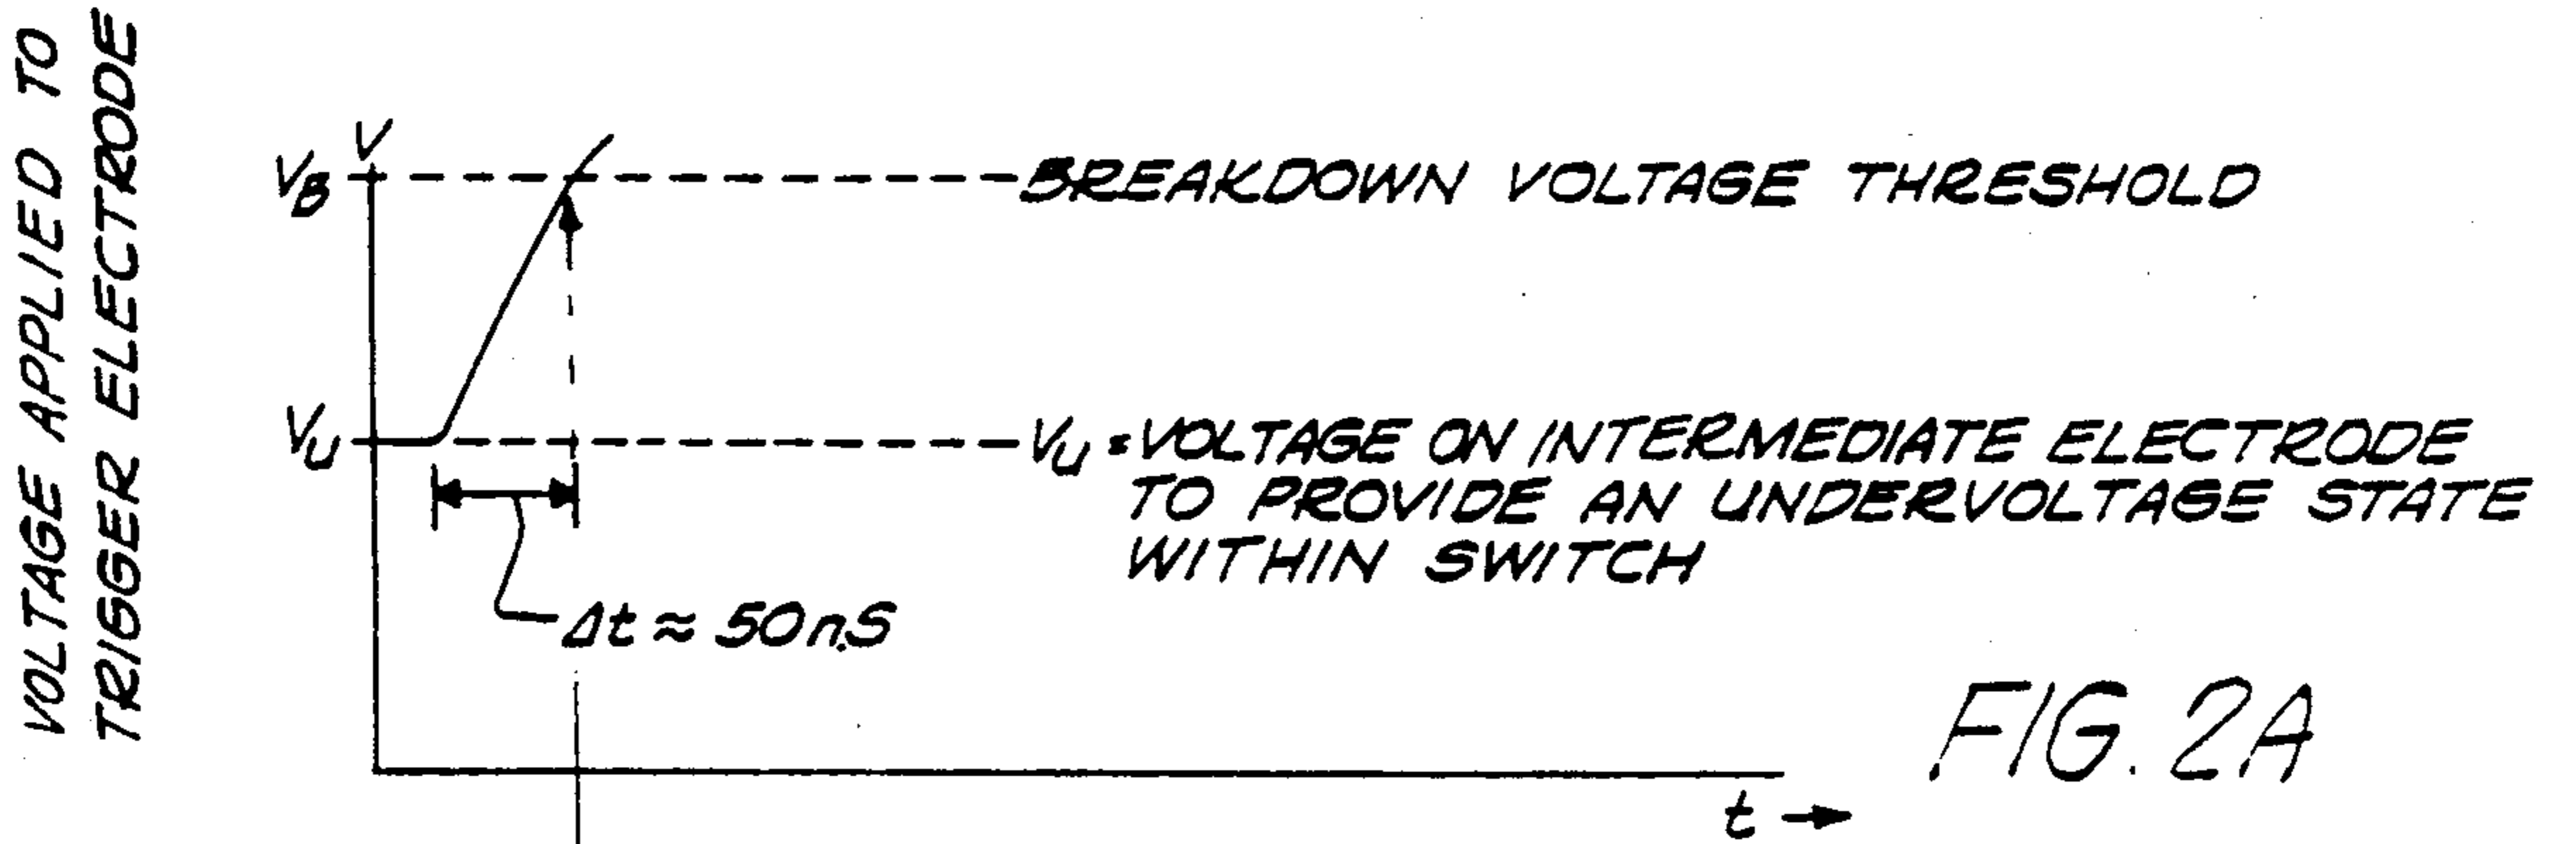 VOLTAGE APPLIED TO
TRIGGER ELECTRODE
V
VB
BREAKDOWN VOLTAGE THRESHOLD
VU
VU = VOLTAGE ON INTERMEDIATE ELECTRODE
TO PROVIDE AN UNDERVOLTAGE STATE
WITHIN SWITCH
Δt ≈ 50nS
t →
FIG. 2A